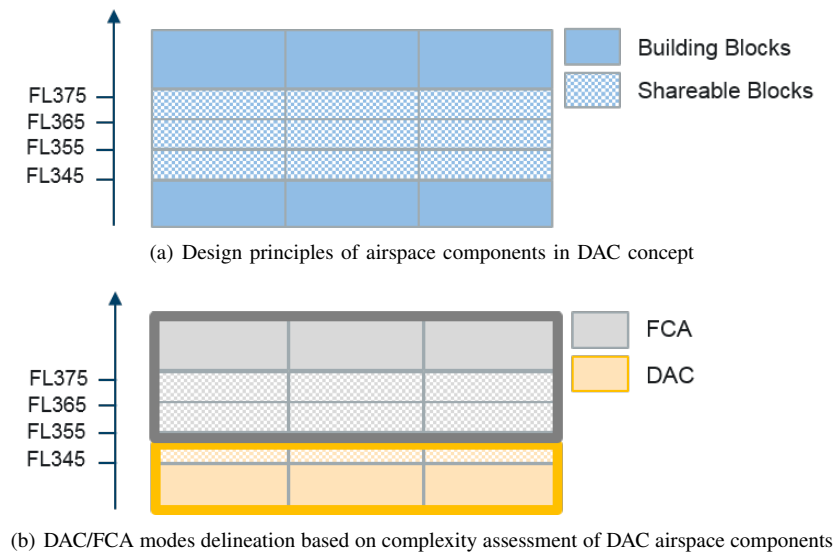 Building Blocks
Shareable Blocks
FL375
FL365
FL355
FL345
(a) Design principles of airspace components in DAC concept
FCA
DAC
FL375
FL365
FL355
FL345
(b) DAC/FCA modes delineation based on complexity assessment of DAC airspace components